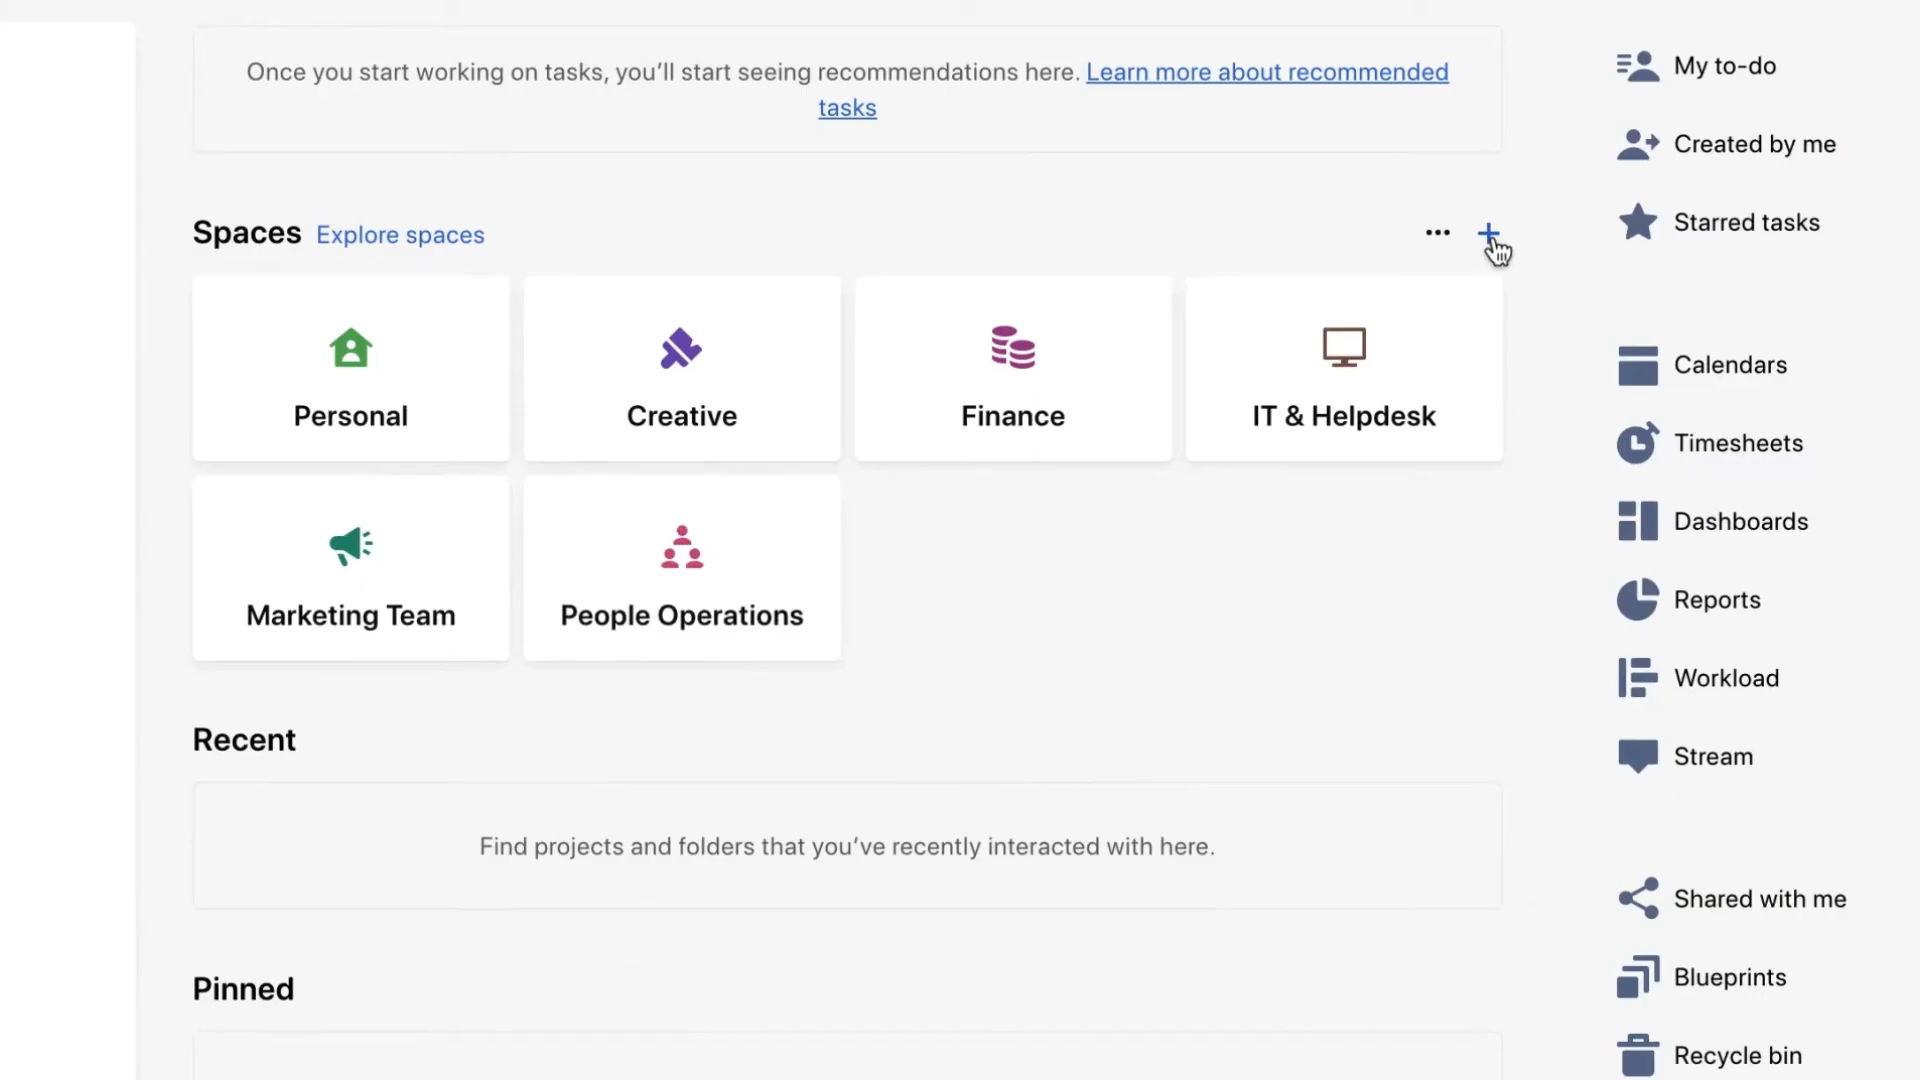 Once you start working on tasks, you’ll start seeing recommendations here. Learn more about recommended
tasks
Spaces Explore spaces
Personal
Creative
Finance
IT & Helpdesk
Marketing Team
People Operations
Recent
Find projects and folders that you’ve recently interacted with here.
Pinned
My to-do
Created by me
Starred tasks
Calendars
Timesheets
Dashboards
Reports
Workload
Stream
Shared with me
Blueprints
Recycle bin